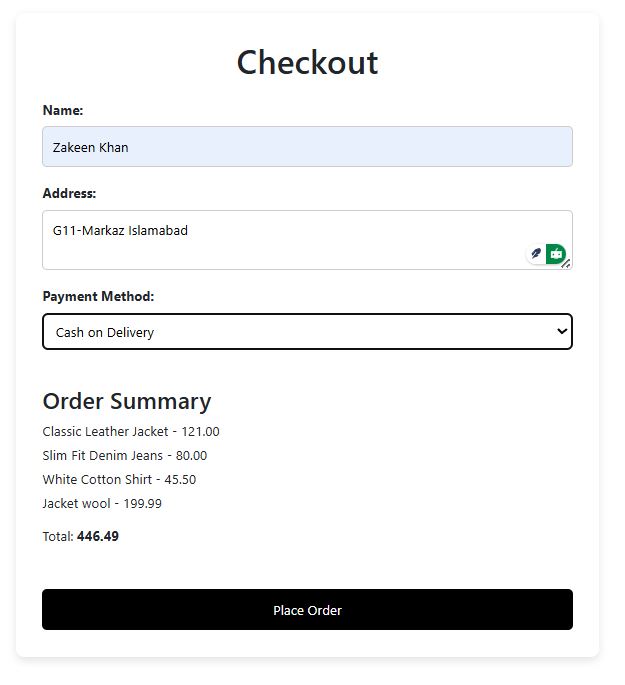 Checkout
Name:
Zakeen Khan
Address:
G11-Markaz Islamabad
Payment Method:
Cash on Delivery
Order Summary
Classic Leather Jacket - 121.00
Slim Fit Denim Jeans - 80.00
White Cotton Shirt - 45.50
Jacket wool - 199.99
Total: 446.49
Place Order